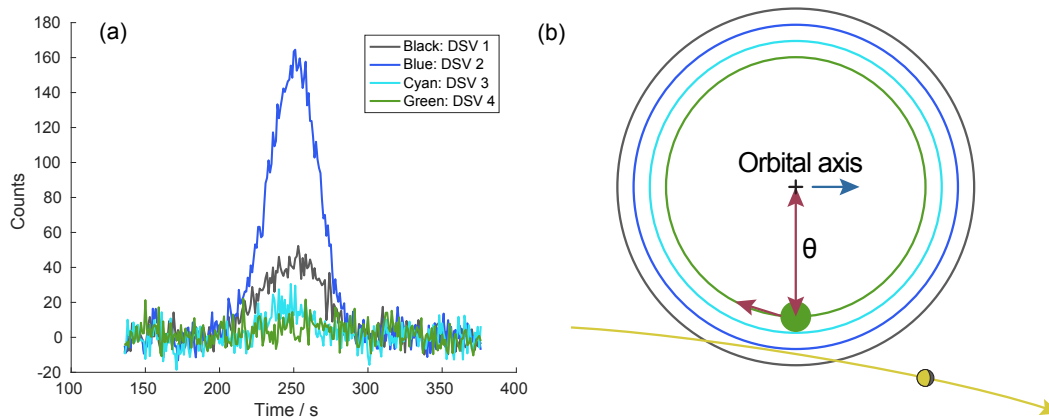 (a)
180
160
140
120
100
80
60
40
20
0
-20
100
150
200
250
300
350
400
Counts
Time / s
Black: DSV 1
Blue: DSV 2
Cyan: DSV 3
Green: DSV 4
(b)
Orbital axis
θ